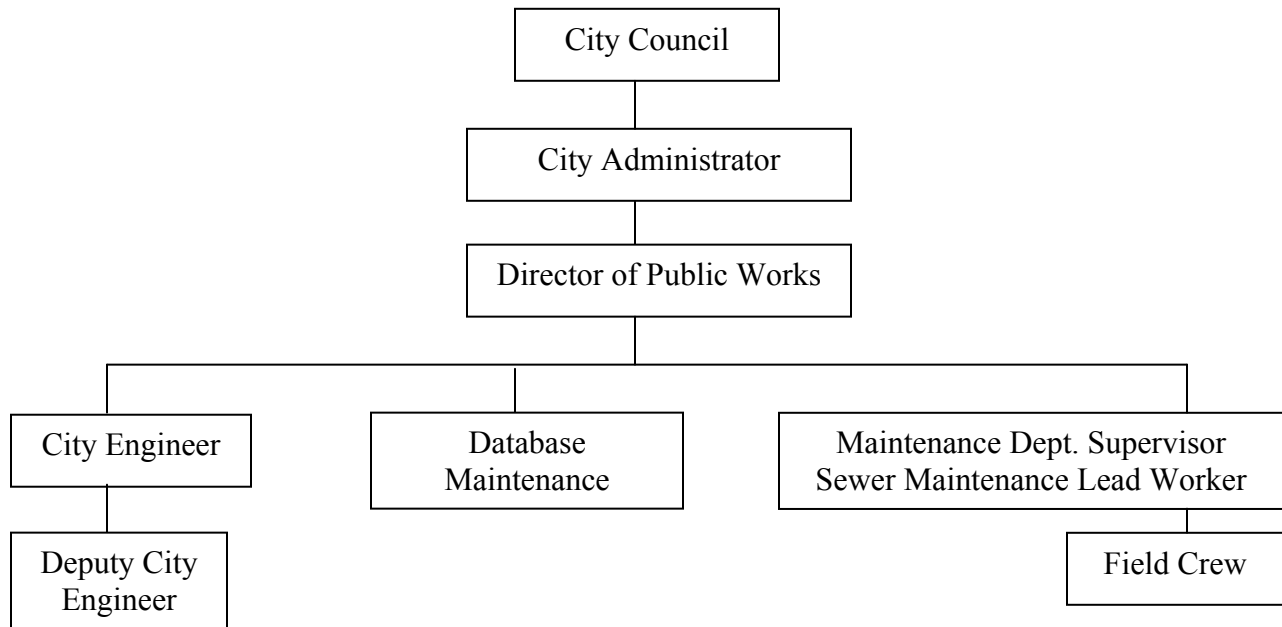 City Council
City Administrator
Director of Public Works
City Engineer
Database
Maintenance
Maintenance Dept. Supervisor
Sewer Maintenance Lead Worker
Deputy City
Engineer
Field Crew